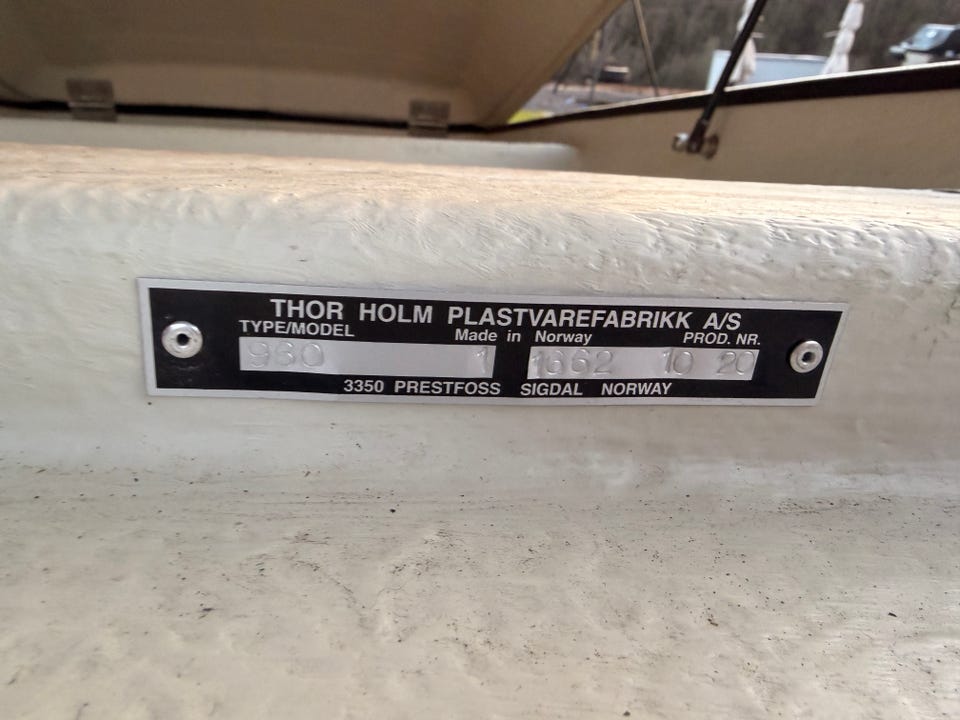 THOR HOLM PLASTVAREFABRIKK A/S
TYPE/MODEL Made in Norway PROD. NR.
960 1 1662 10 20
3350 PRESTFOSS SIGDAL NORWAY